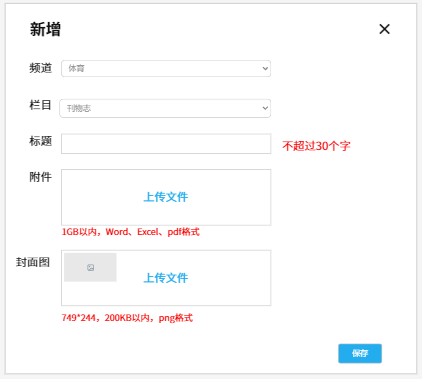 新增
频道 体育
栏目 刊物志
标题 不超过30个字
附件 上传文件
1GB以内，Word、Excel、pdf格式
封面图 上传文件
749*244，200KB以内，png格式
保存